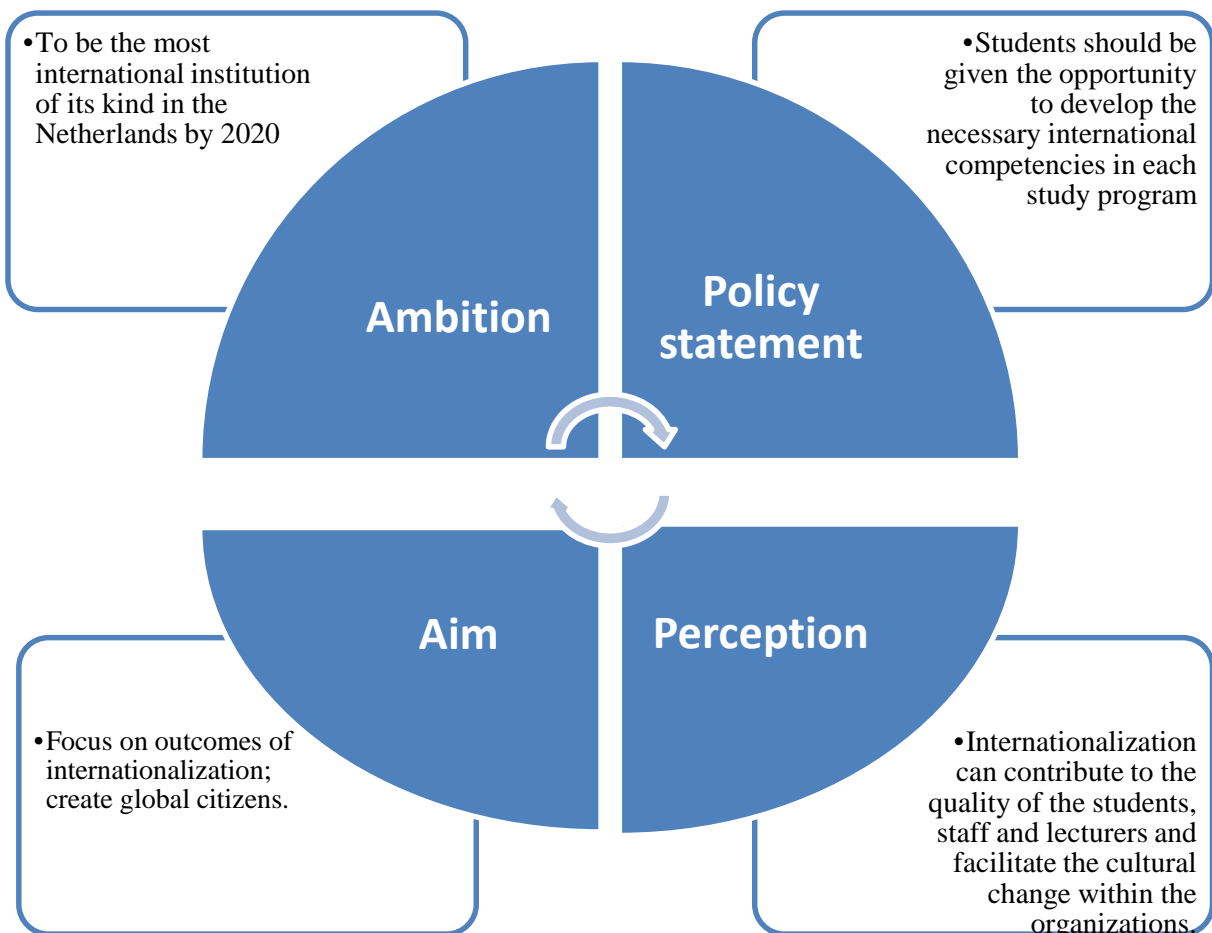 •To be the most
international institution
of its kind in the
Netherlands by 2020
•Students should be
given the opportunity
to develop the
necessary international
competencies in each
study program
Ambition
Policy
statement
Aim
Perception
•Focus on outcomes of
internationalization;
create global citizens.
•Internationalization
can contribute to the
quality of the students,
staff and lecturers and
facilitate the cultural
change within the
organizations.